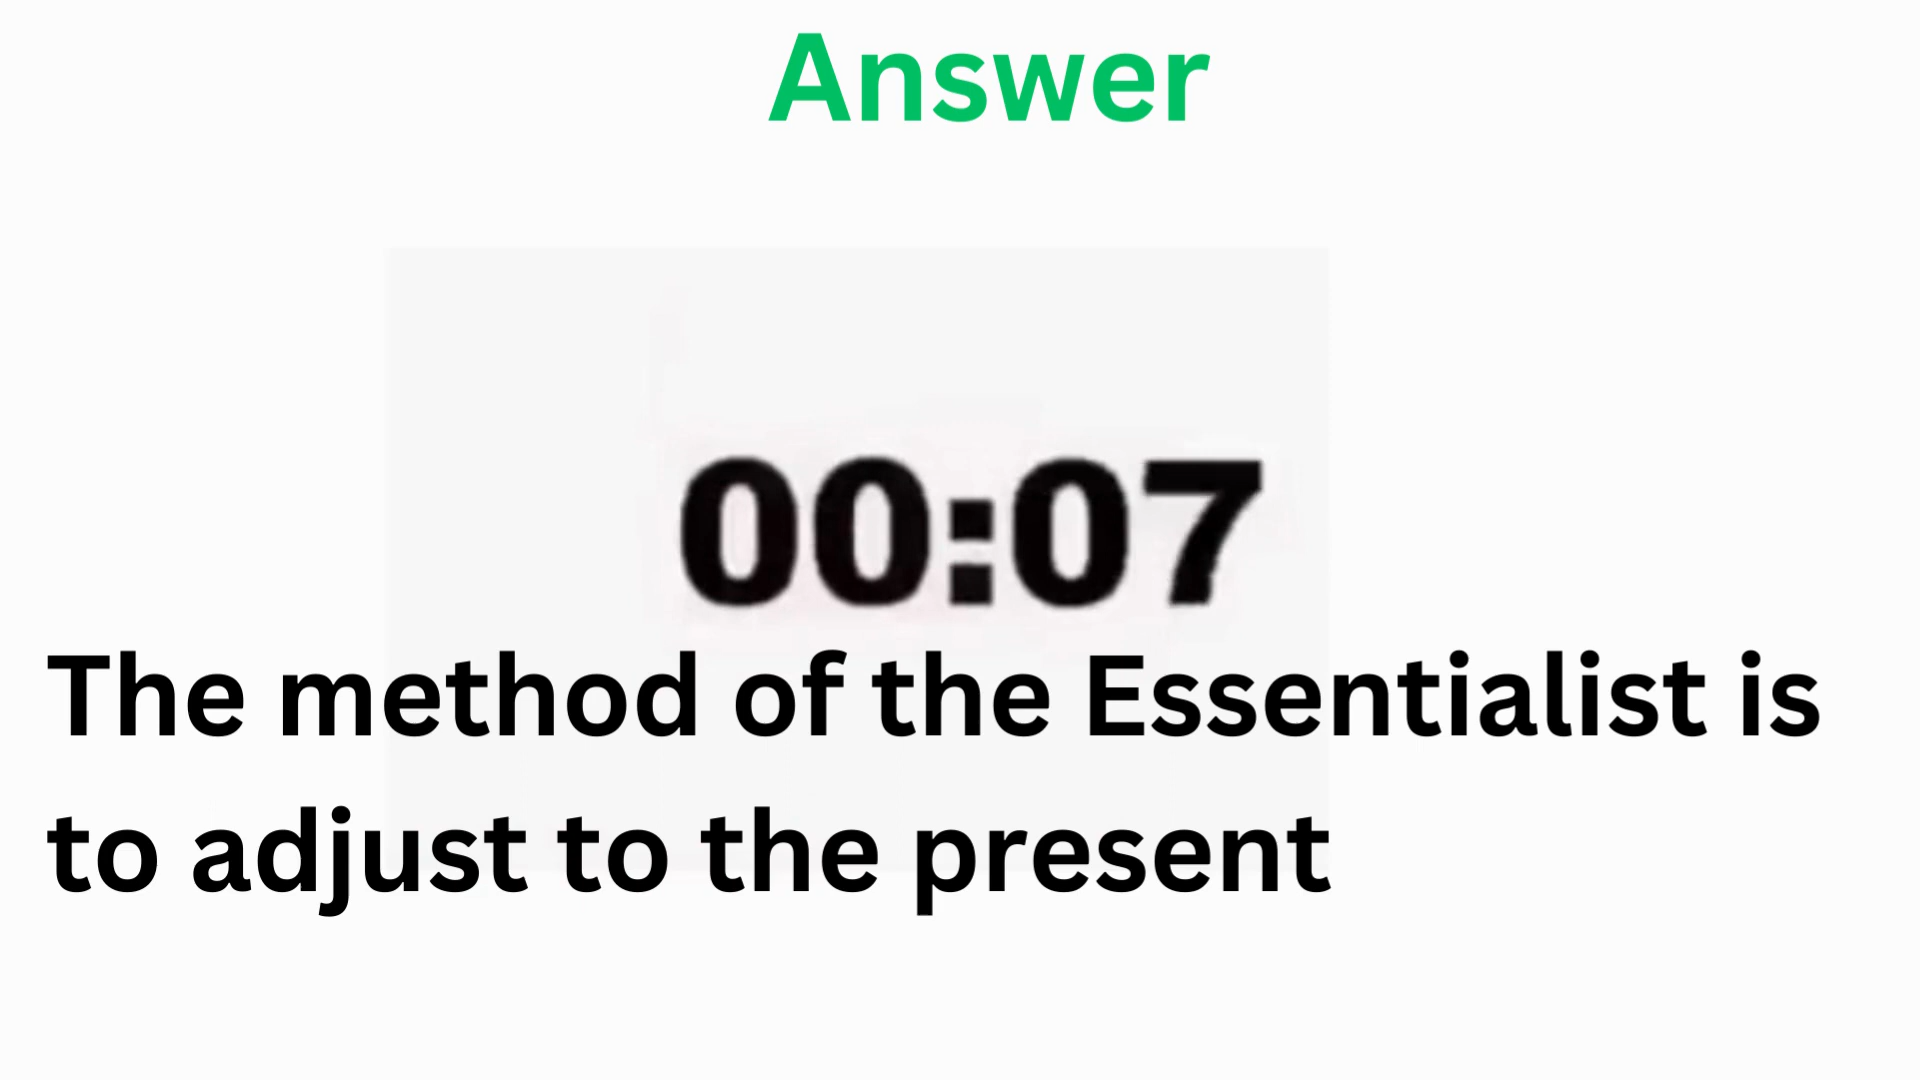 Answer
00:07
The method of the Essentialist is
to adjust to the present